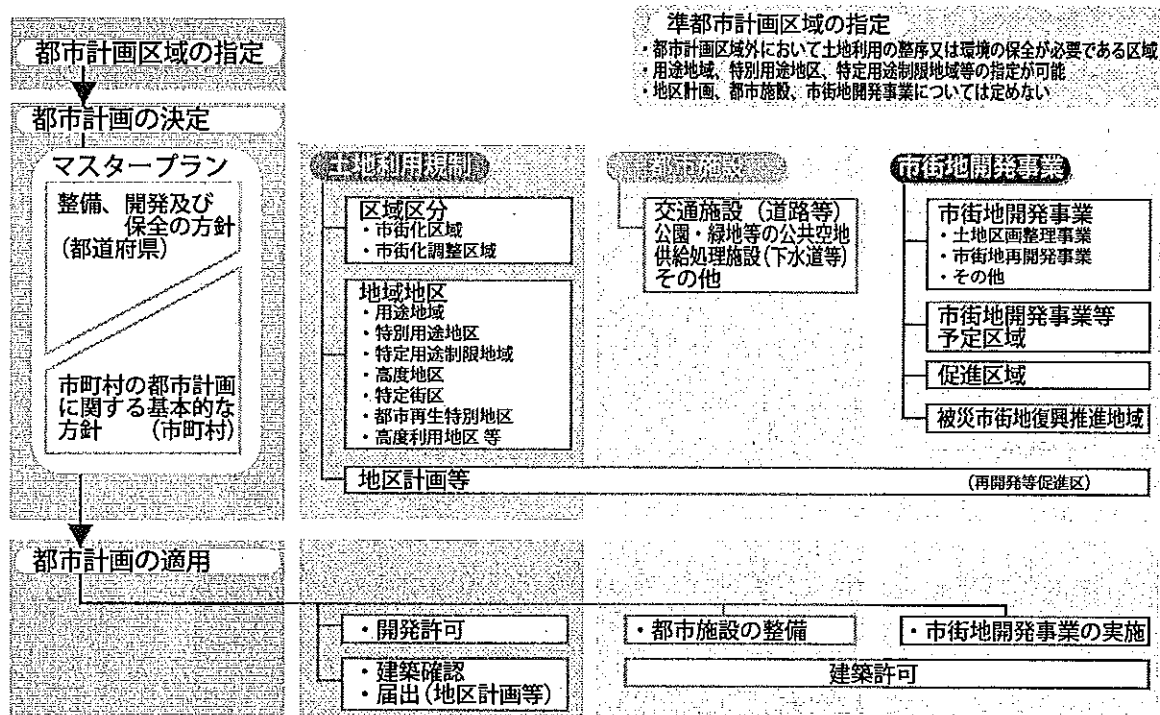 都市計画区域の指定
準都市計画区域の指定
・都市計画区域外において土地利用の整序又は環境の保全が必要である区域
・用途地域、特別用途地区、特定用途制限地域等の指定が可能
・地区計画、都市施設、市街地開発事業については定めない
都市計画の決定
マスタープラン
整備、開発及び
保全の方針
(都道府県)
市町村の都市計画
に関する基本的な
方針 (市町村)
土地利用規制
区域区分
・市街化区域
・市街化調整区域
地域地区
・用途地域
・特別用途地区
・特定用途制限地域
・高度地区
・特定街区
・都市再生特別地区
・高度利用地区 等
地区計画等
(再開発等促進区)
都市施設
交通施設(道路等)
公園・緑地等の公共空地
供給処理施設(下水道等)
その他
市街地開発事業
市街地開発事業
・土地区画整理事業
・市街地再開発事業
・その他
市街地開発事業等
予定区域
促進区域
被災市街地復興推進地域
都市計画の適用
・開発許可
・建築確認
・届出(地区計画等)
・都市施設の整備
・市街地開発事業の実施
建築許可